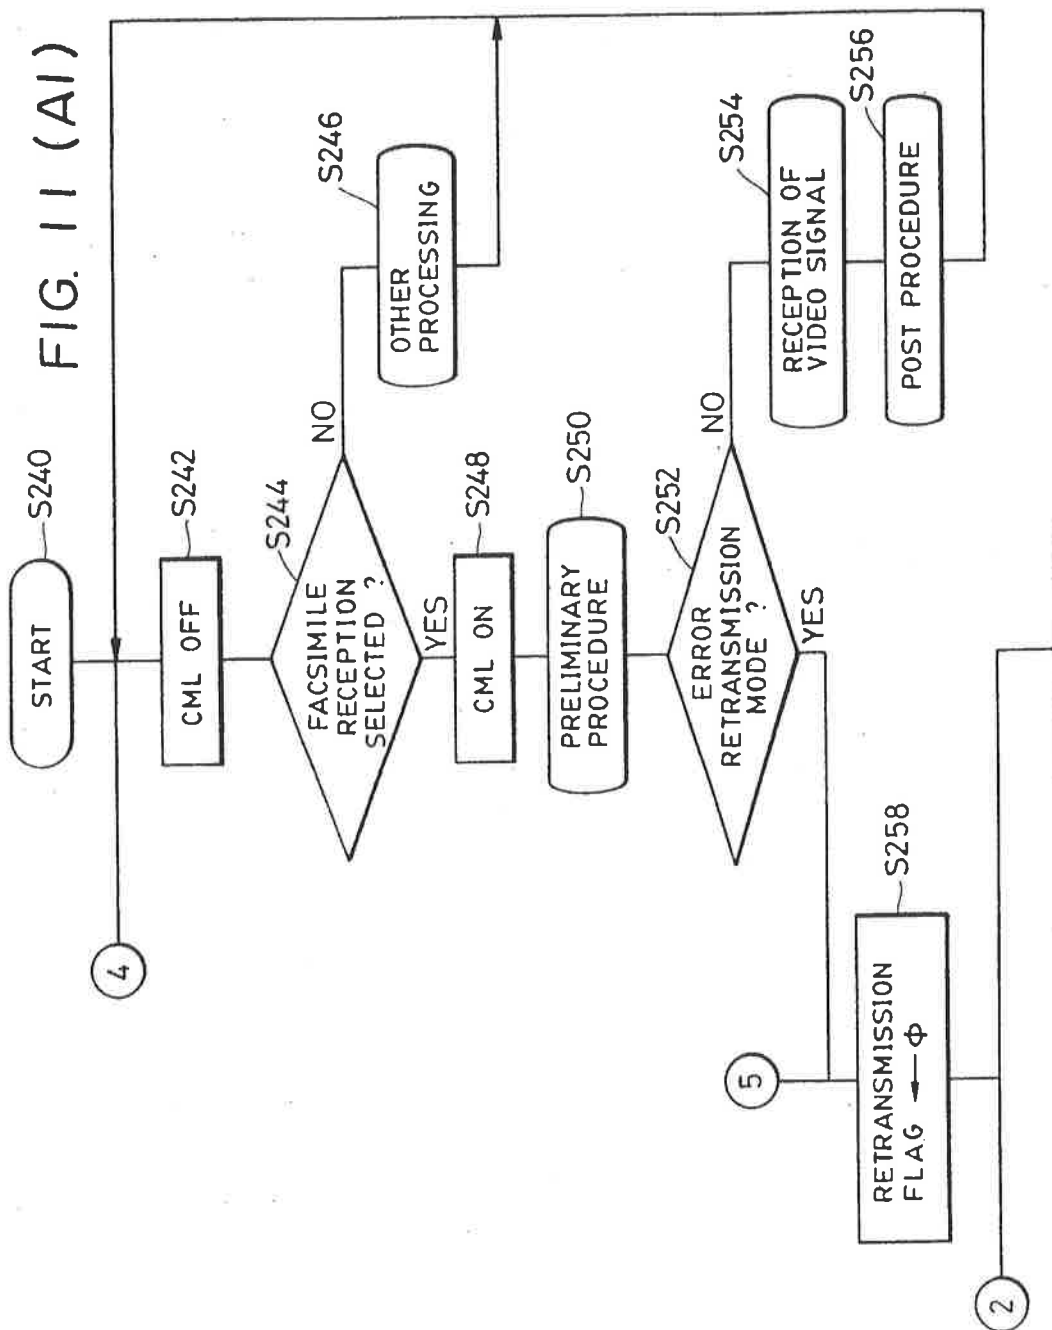 FIG. 11 (A1)
START
S240
4
CML OFF
S242
FACSIMILE
RECEPTION
SELECTED ?
S244
NO
OTHER
PROCESSING
S246
YES
CML ON
S248
PRELIMINARY
PROCEDURE
S250
ERROR
RETRANSMISSION
MODE ?
S252
NO
RECEPTION OF
VIDEO SIGNAL
S254
POST PROCEDURE
S256
YES
5
RETRANSMISSION
FLAG ← Φ
S258
2